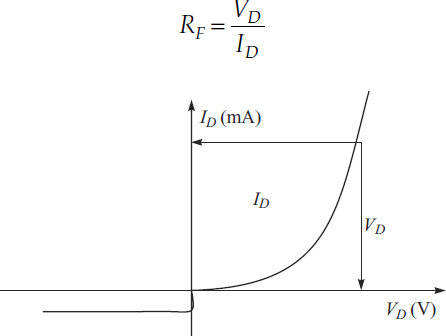 R_F = V_D / I_D
I_D (mA)
I_D
V_D
V_D (V)